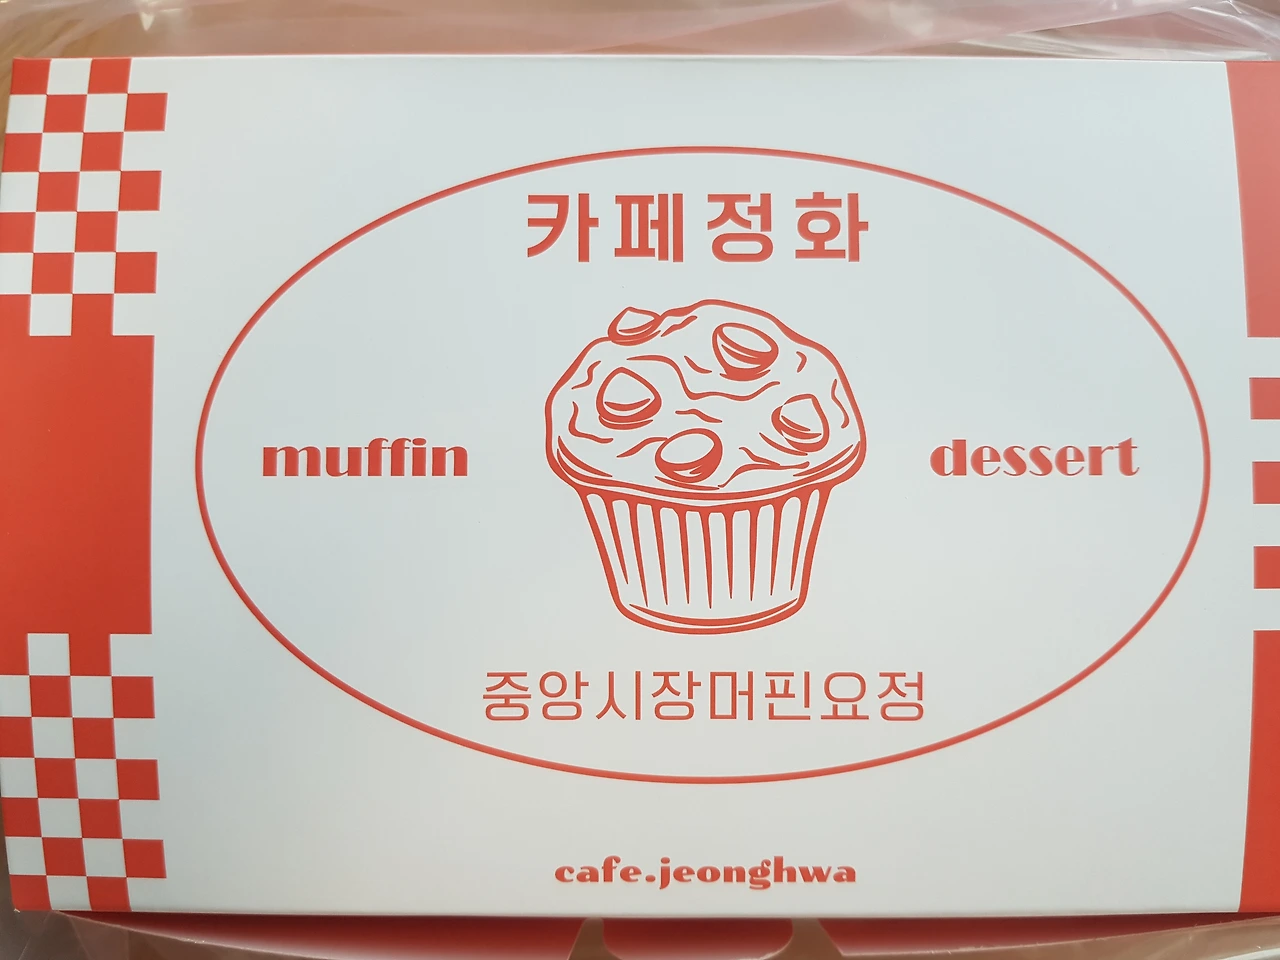 카페정화
muffin dessert
중앙시장머핀요정
cafe.jeonghwa